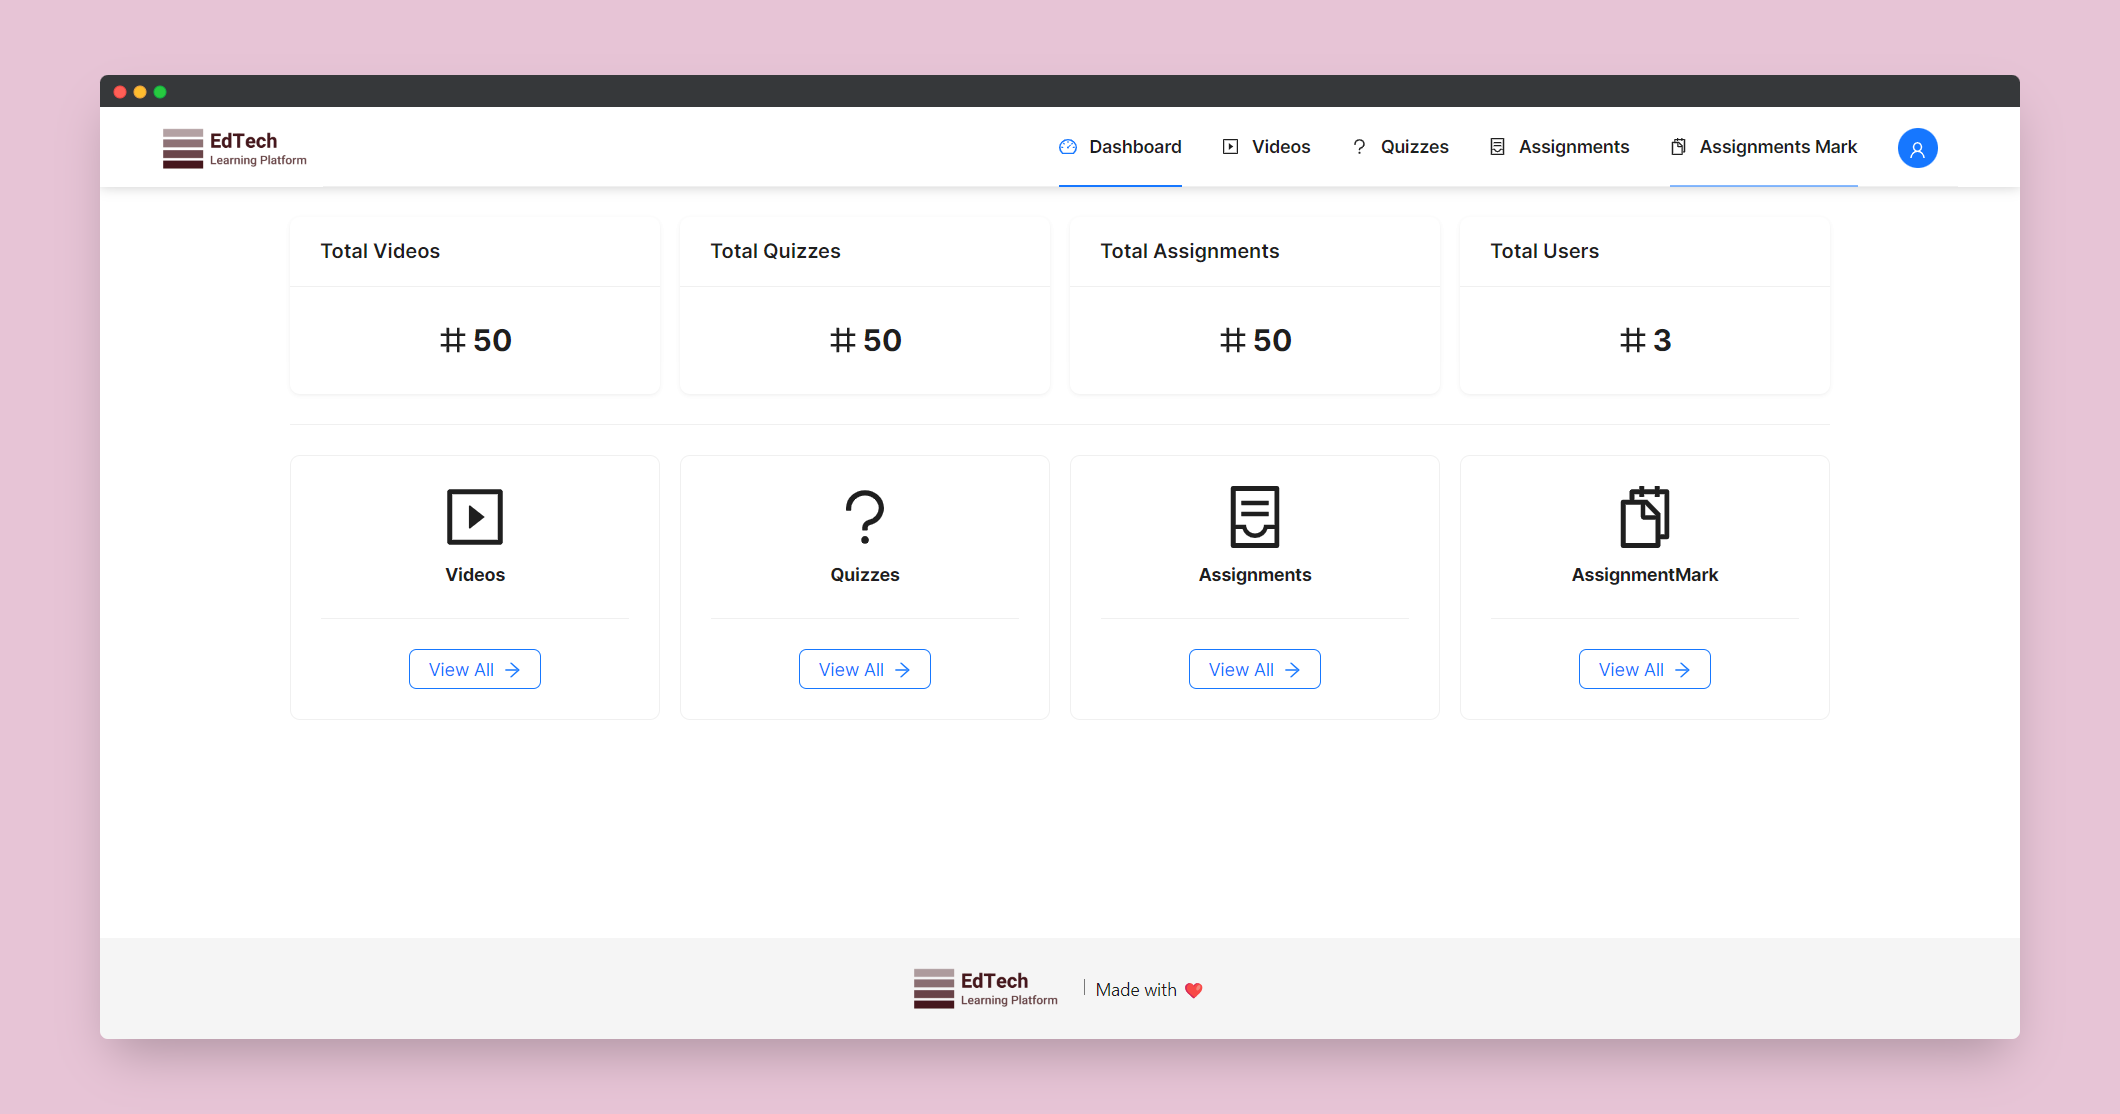 EdTech
Learning Platform
Dashboard
Videos
Quizzes
Assignments
Assignments Mark
Total Videos
Total Quizzes
Total Assignments
Total Users
# 50
# 50
# 50
# 3
Videos
Quizzes
Assignments
AssignmentMark
View All →
View All →
View All →
View All →
EdTech
Learning Platform
Made with ❤️